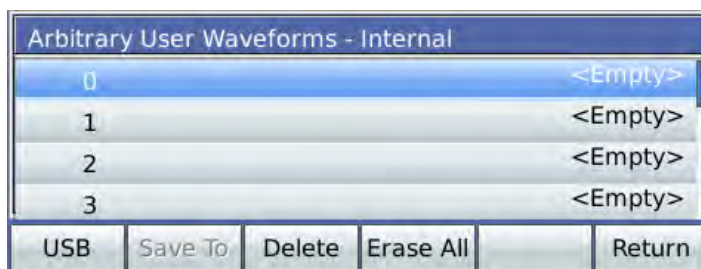 Arbitrary User Waveforms - Internal
0 <Empty>
1 <Empty>
2 <Empty>
3 <Empty>
USB Save To Delete Erase All Return